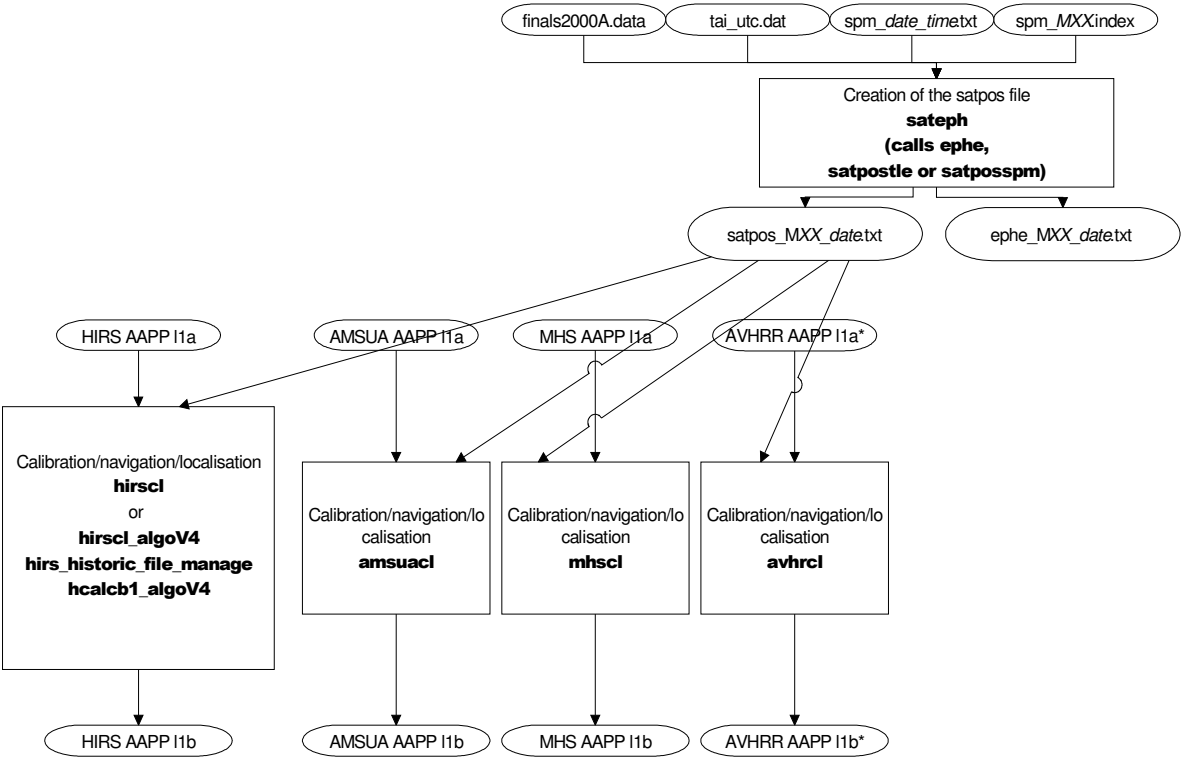 finals2000A.data
tai_utc.dat
spm_date_time.txt
spm_MXX.index
Creation of the satpos file
sateph
(calls ephe,
satpostle or satposspm)
satpos_MXX_date.txt
ephe_MXX_date.txt
HIRS AAPP l1a
AMSUA AAPP l1a
MHS AAPP l1a
AVHRR AAPP l1a*
Calibration/navigation/localisation
hirscl
or
hirscl_algoV4
hirs_historic_file_manage
hcalcb1_algoV4
Calibration/navigation/lo
calisation
amsuacl
Calibration/navigation/lo
calisation
mhscl
Calibration/navigation/lo
calisation
avhrcl
HIRS AAPP l1b
AMSUA AAPP l1b
MHS AAPP l1b
AVHRR AAPP l1b*